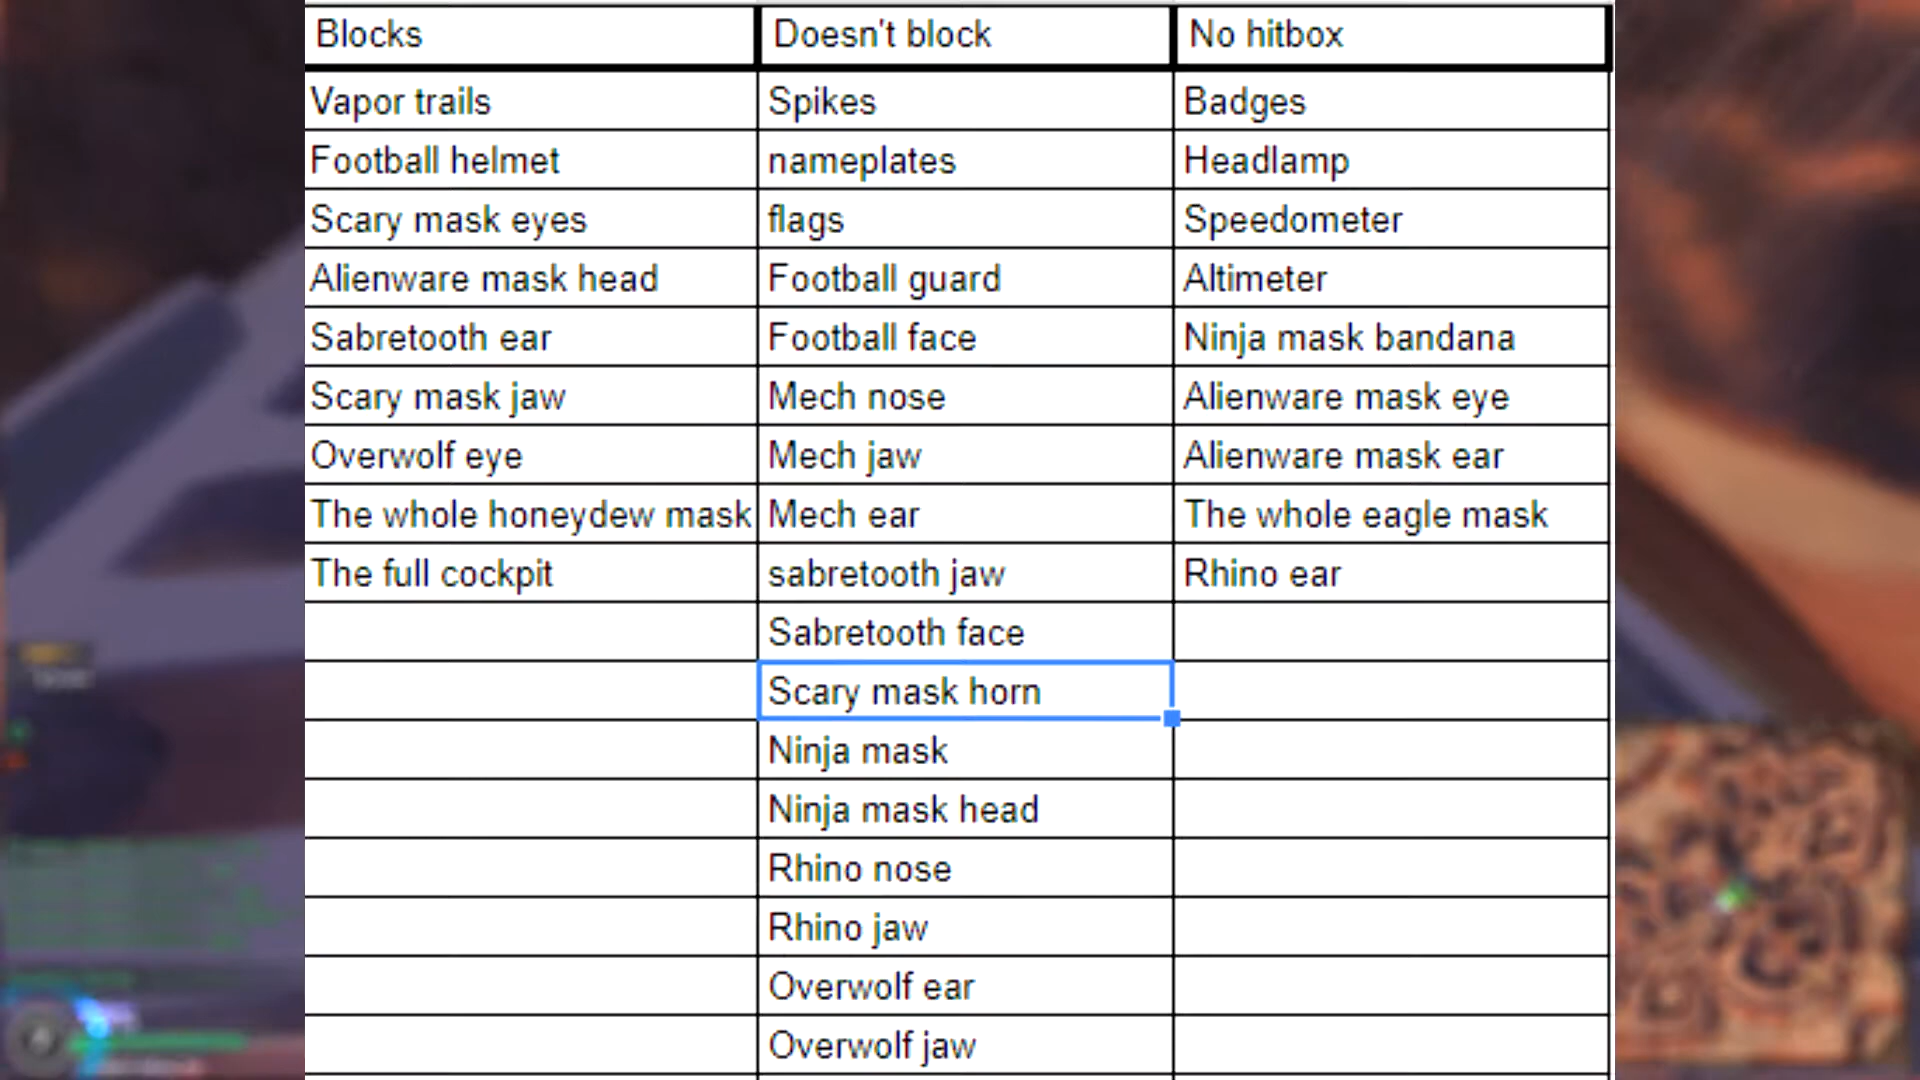 Blocks Doesn't block No hitbox
Vapor trails Spikes Badges
Football helmet nameplates Headlamp
Scary mask eyes flags Speedometer
Alienware mask head Football guard Altimeter
Sabretooth ear Football face Ninja mask bandana
Scary mask jaw Mech nose Alienware mask eye
Overwolf eye Mech jaw Alienware mask ear
The whole honeydew mask Mech ear The whole eagle mask
The full cockpit sabretooth jaw Rhino ear
Sabretooth face
Scary mask horn
Ninja mask
Ninja mask head
Rhino nose
Rhino jaw
Overwolf ear
Overwolf jaw